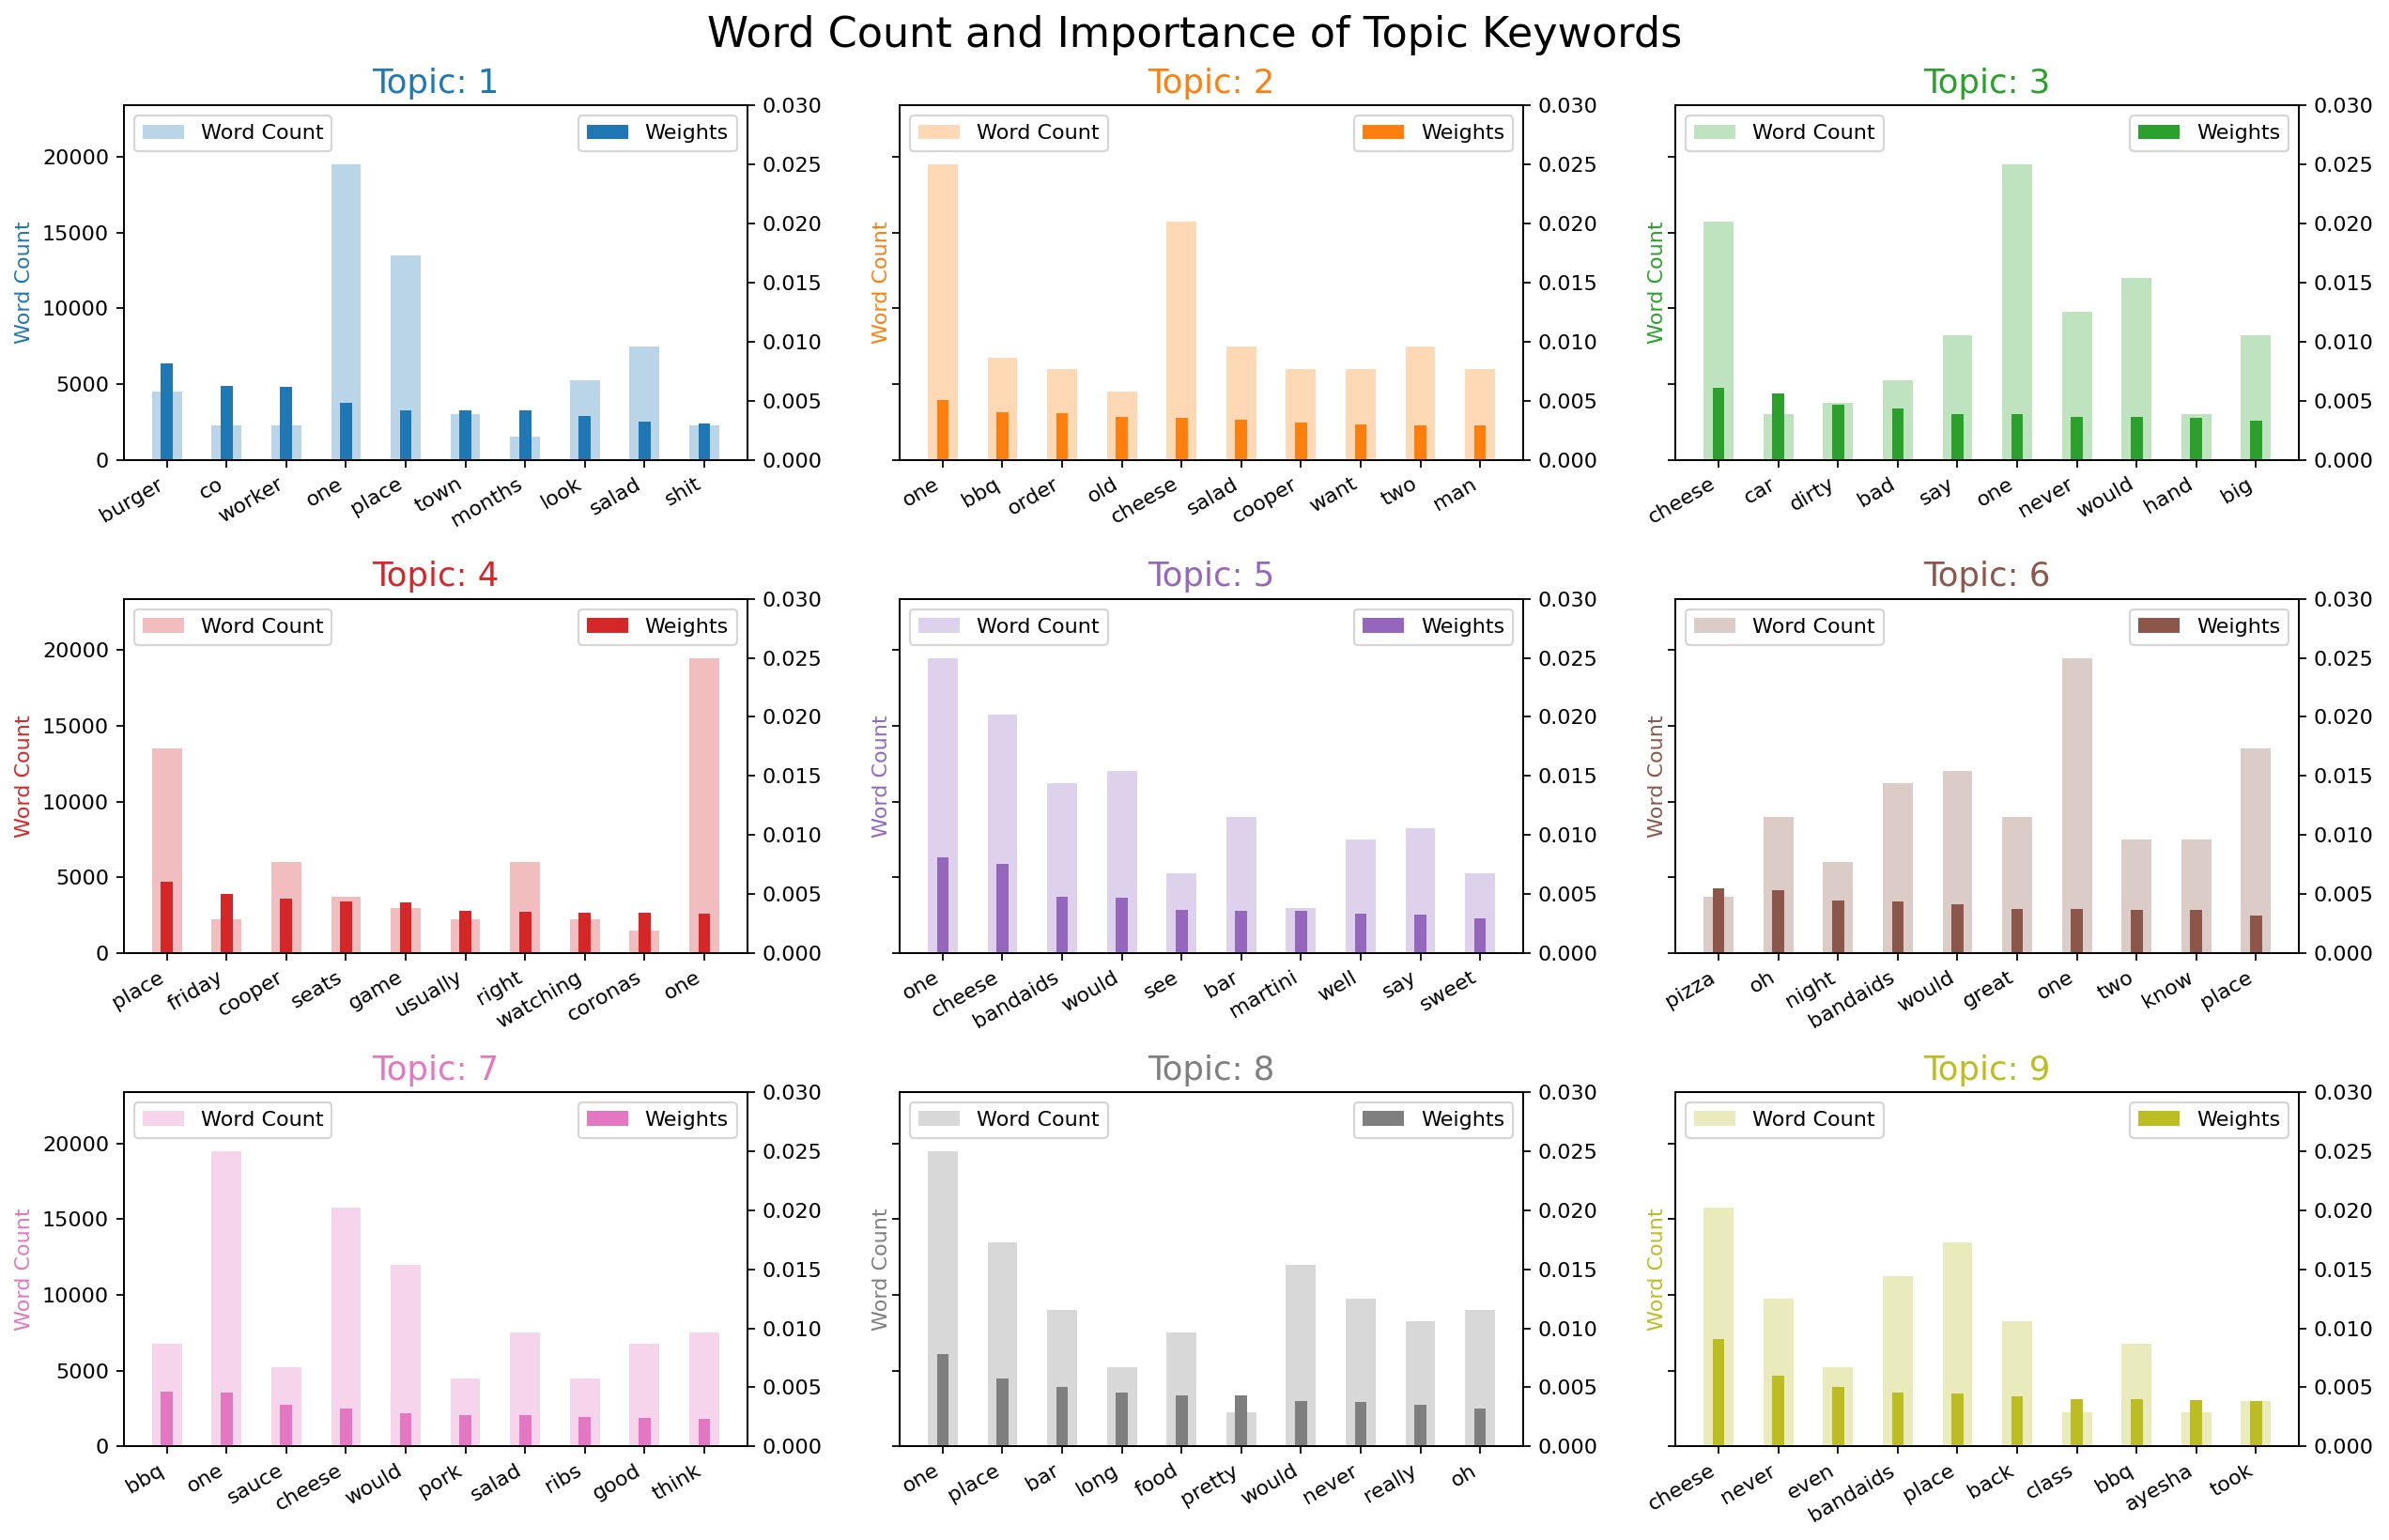 Word Count and Importance of Topic Keywords
Topic: 1
Word Count
Weights
Word Count
20000
15000
10000
5000
0
0.030
0.025
0.020
0.015
0.010
0.005
0.000
burger co worker one place town months look salad shit
Topic: 2
Word Count
Weights
Word Count
0.030
0.025
0.020
0.015
0.010
0.005
0.000
one bbq order old cheese salad cooper want two man
Topic: 3
Word Count
Weights
Word Count
0.030
0.025
0.020
0.015
0.010
0.005
0.000
cheese car dirty bad say one never would hand big
Topic: 4
Word Count
Weights
Word Count
20000
15000
10000
5000
0
0.030
0.025
0.020
0.015
0.010
0.005
0.000
place friday cooper seats game usually right watching coronas one
Topic: 5
Word Count
Weights
Word Count
0.030
0.025
0.020
0.015
0.010
0.005
0.000
one cheese bandaids would see bar martini well say sweet
Topic: 6
Word Count
Weights
Word Count
0.030
0.025
0.020
0.015
0.010
0.005
0.000
pizza oh night bandaids would great one two know place
Topic: 7
Word Count
Weights
Word Count
20000
15000
10000
5000
0
0.030
0.025
0.020
0.015
0.010
0.005
0.000
bbq one sauce cheese would pork salad ribs good think
Topic: 8
Word Count
Weights
Word Count
0.030
0.025
0.020
0.015
0.010
0.005
0.000
one place bar long food pretty would never really oh
Topic: 9
Word Count
Weights
Word Count
0.030
0.025
0.020
0.015
0.010
0.005
0.000
cheese never even bandaids place back class bbq ayesha took